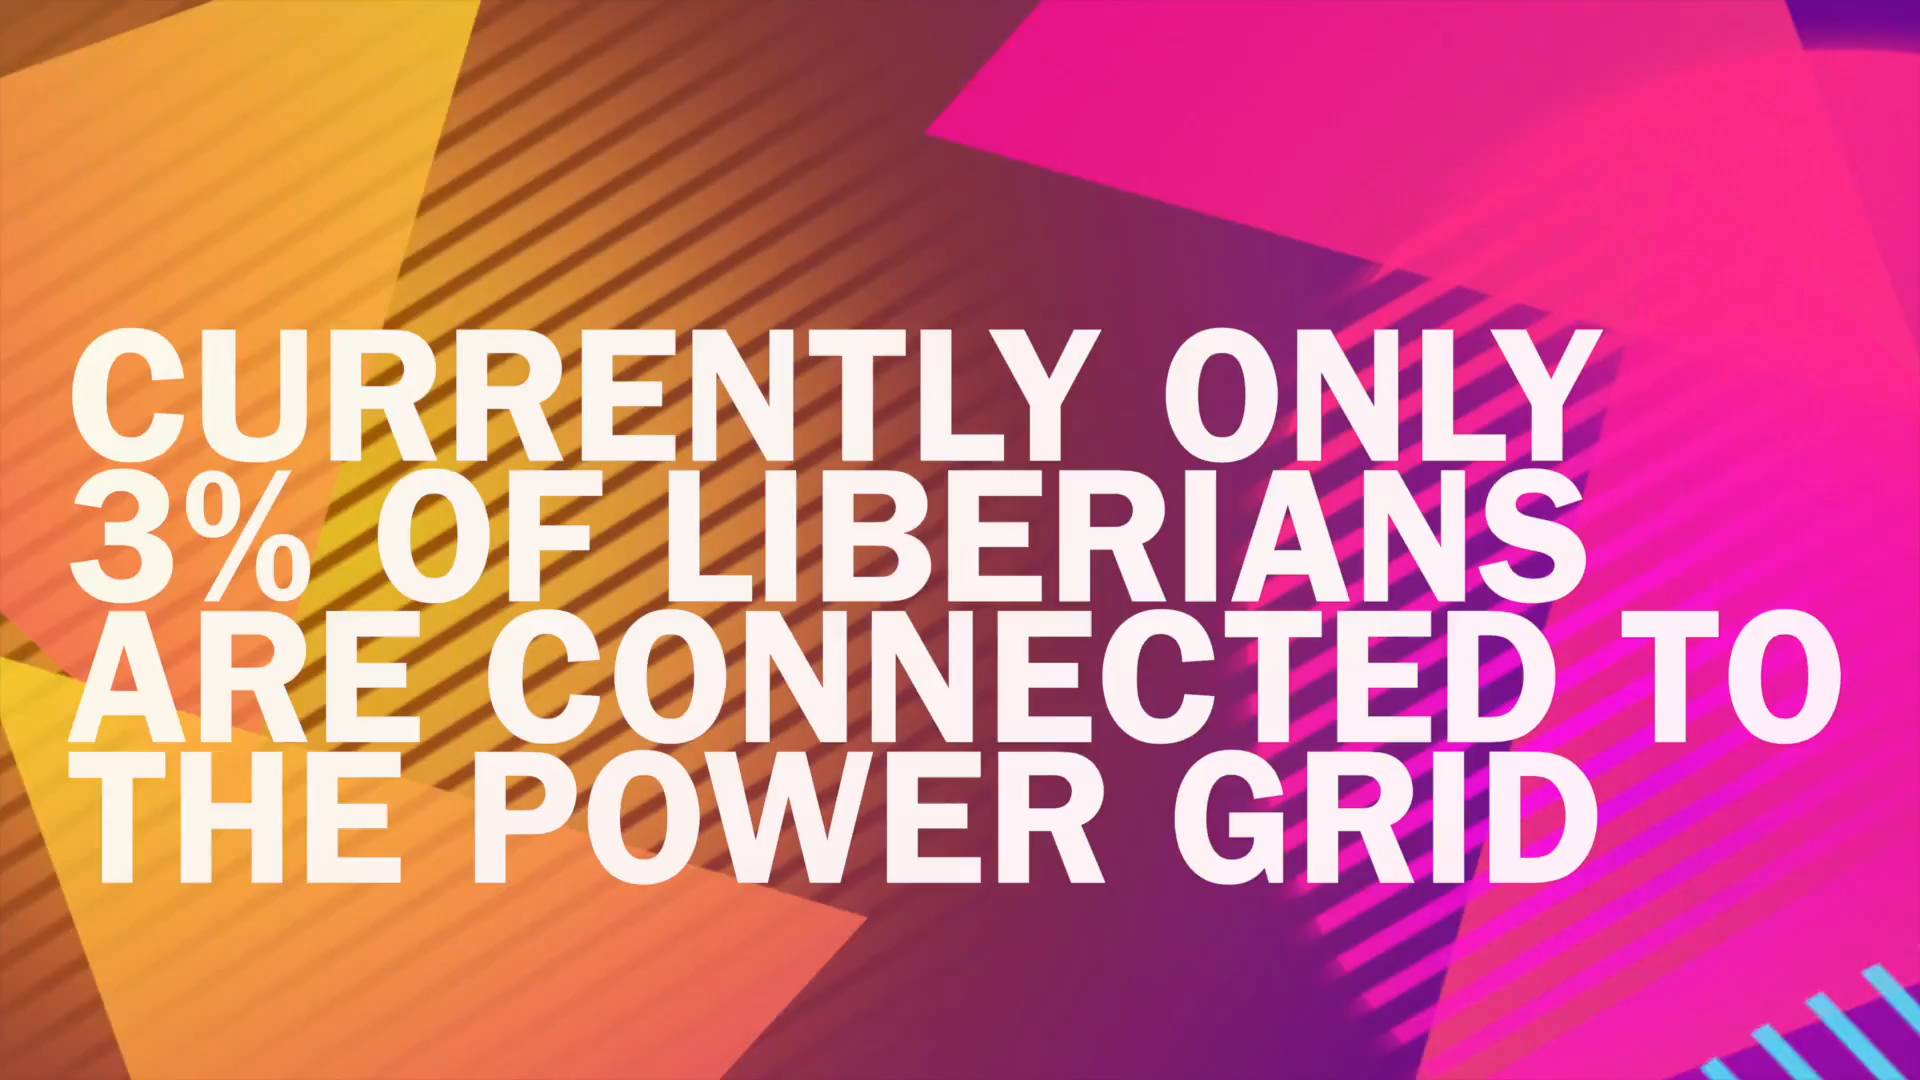 CURRENTLY ONLY
3% OF LIBERIANS
ARE CONNECTED TO
THE POWER GRID